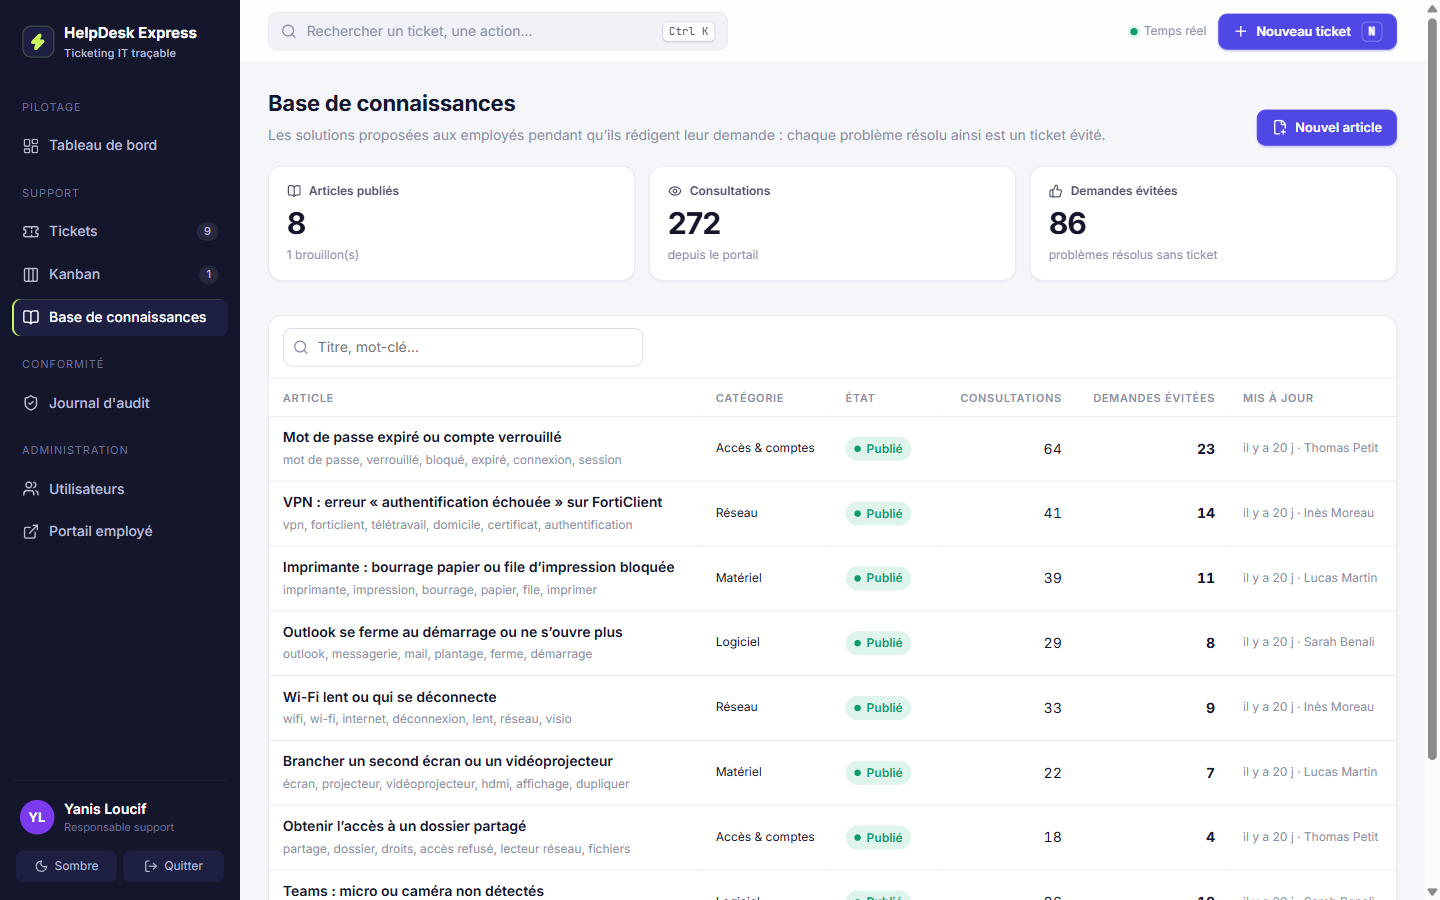 HelpDesk Express
Ticketing IT traçable
PILOTAGE
Tableau de bord
SUPPORT
Tickets 9
Kanban 1
Base de connaissances
CONFORMITÉ
Journal d'audit
ADMINISTRATION
Utilisateurs
Portail employé
YL
Yanis Loucif
Responsable support
Sombre
Quitter
Rechercher un ticket, une action... Ctrl K
Temps réel
Nouveau ticket N
Base de connaissances
Les solutions proposées aux employés pendant qu’ils rédigent leur demande : chaque problème résolu ainsi est un ticket évité.
Nouvel article
Articles publiés
8
1 brouillon(s)
Consultations
272
depuis le portail
Demandes évitées
86
problèmes résolus sans ticket
Titre, mot-clé...
ARTICLE CATÉGORIE ÉTAT CONSULTATIONS DEMANDES ÉVITÉES MIS À JOUR
Mot de passe expiré ou compte verrouillé
mot de passe, verrouillé, bloqué, expiré, connexion, session
Accès & comptes Publié 64 23 il y a 20 j · Thomas Petit
VPN : erreur « authentification échouée » sur FortiClient
vpn, forticlient, télétravail, domicile, certificat, authentification
Réseau Publié 41 14 il y a 20 j · Inès Moreau
Imprimante : bourrage papier ou file d’impression bloquée
imprimante, impression, bourrage, papier, file, imprimer
Matériel Publié 39 11 il y a 20 j · Lucas Martin
Outlook se ferme au démarrage ou ne s’ouvre plus
outlook, messagerie, mail, plantage, ferme, démarrage
Logiciel Publié 29 8 il y a 20 j · Sarah Benali
Wi-Fi lent ou qui se déconnecte
wifi, wi-fi, internet, déconnexion, lent, réseau, visio
Réseau Publié 33 9 il y a 20 j · Inès Moreau
Brancher un second écran ou un vidéoprojecteur
écran, projecteur, vidéoprojecteur, hdmi, affichage, dupliquer
Matériel Publié 22 7 il y a 20 j · Lucas Martin
Obtenir l’accès à un dossier partagé
partage, dossier, droits, accès refusé, lecteur réseau, fichiers
Accès & comptes Publié 18 4 il y a 20 j · Thomas Petit
Teams : micro ou caméra non détectés